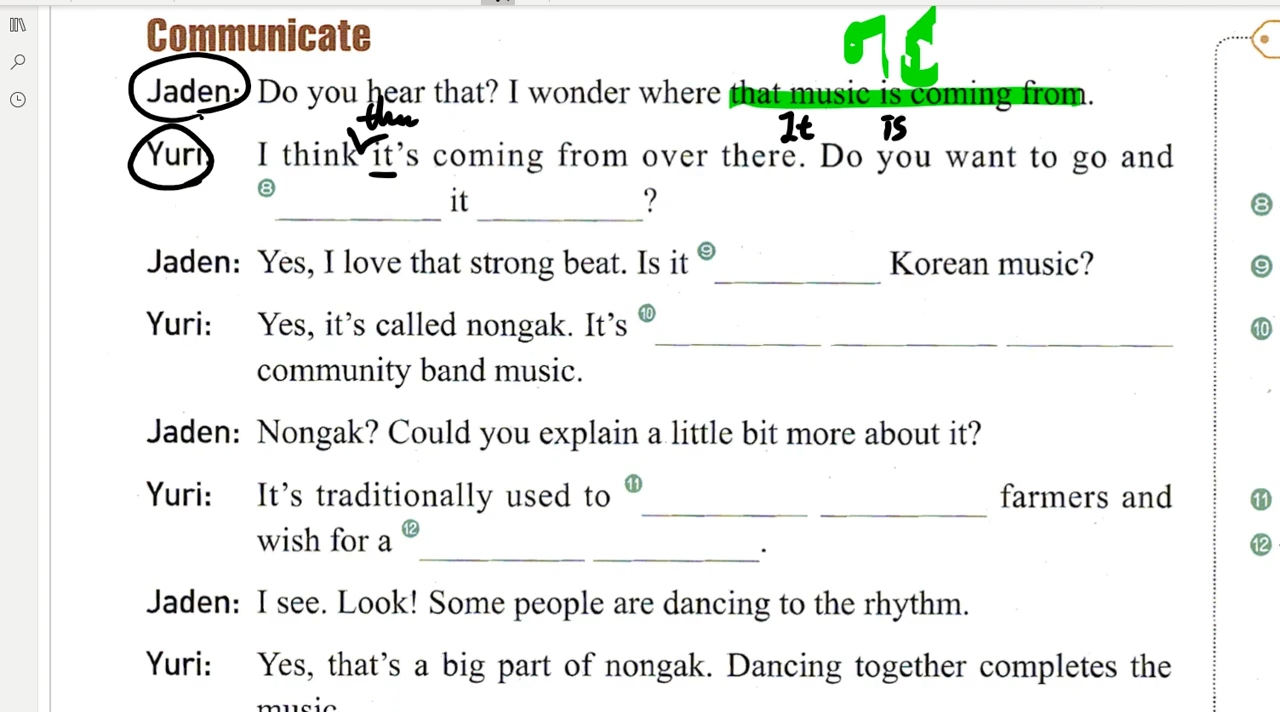 Communicate
Jaden: Do you hear that? I wonder where that music is coming from.
that
It is
Yuri: I think it's coming from over there. Do you want to go and
⑧ ________ it ________?
⑧
Jaden: Yes, I love that strong beat. Is it ⑨ ________ Korean music?
⑨
Yuri: Yes, it's called nongak. It's ⑩ ________ ________ ________
⑩
community band music.
Jaden: Nongak? Could you explain a little bit more about it?
Yuri: It's traditionally used to ⑪ ________ ________ farmers and
⑪
wish for a ⑫ ________ ________.
⑫
Jaden: I see. Look! Some people are dancing to the rhythm.
Yuri: Yes, that's a big part of nongak. Dancing together completes the
music.